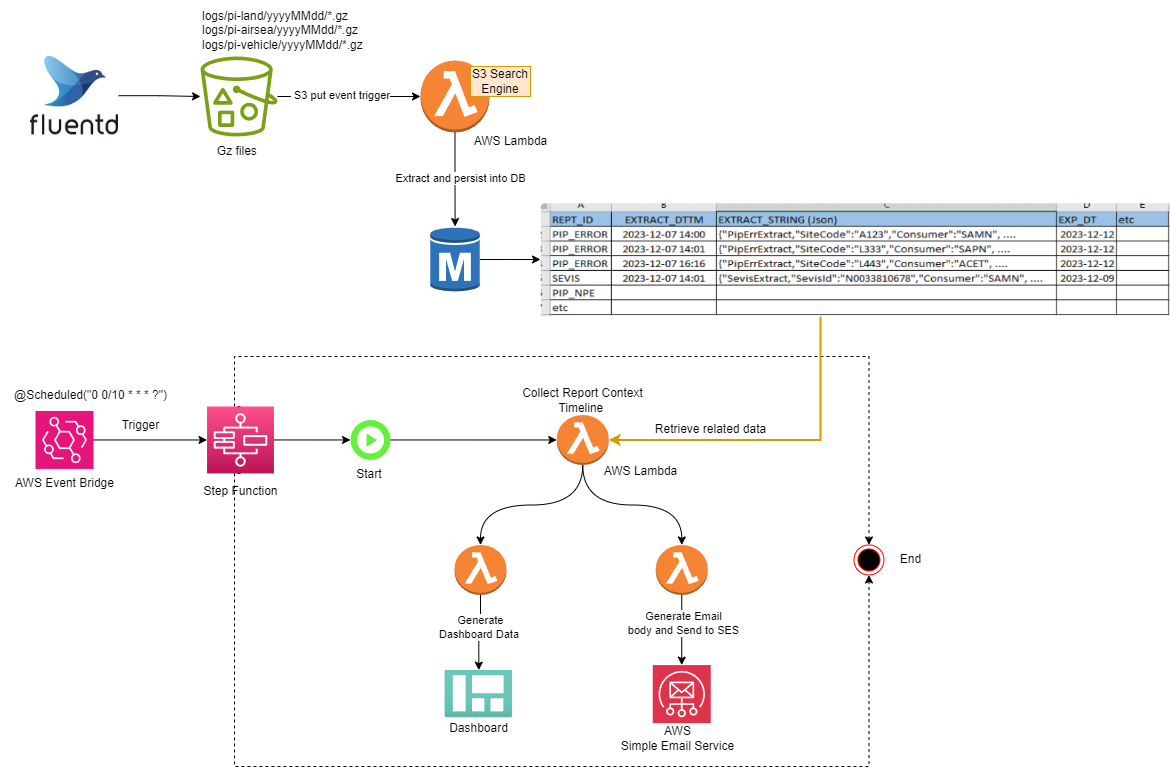 logs/pi-land/yyyyMMdd/*.gz
logs/pi-airsea/yyyyMMdd/*.gz
logs/pi-vehicle/yyyyMMdd/*.gz
fluentd
Gz files
S3 put event trigger
S3 Search
Engine
AWS Lambda
Extract and persist into DB
M
A B C D E
REPT_ID EXTRACT_DTTM EXTRACT_STRING (Json) EXP_DT etc
PIP_ERROR 2023-12-07 14:00 {"PipErrExtract,"SiteCode":"A123","Consumer":"SAMN", .... 2023-12-12
PIP_ERROR 2023-12-07 14:01 {"PipErrExtract,"SiteCode":"L333","Consumer":"SAPN", .... 2023-12-12
PIP_ERROR 2023-12-07 16:16 {"PipErrExtract,"SiteCode":"L443","Consumer":"ACET", .... 2023-12-12
SEVIS 2023-12-07 14:01 {"SevisExtract,"SevisId":"N0033810678","Consumer":"SAMN", .... 2023-12-09
PIP_NPE
etc
@Scheduled("0 0/10 * * * ?")
Trigger
AWS Event Bridge
Step Function
Start
Collect Report Context
Timeline
AWS Lambda
Retrieve related data
End
Generate
Dashboard Data
Dashboard
Generate Email
body and Send to SES
AWS
Simple Email Service